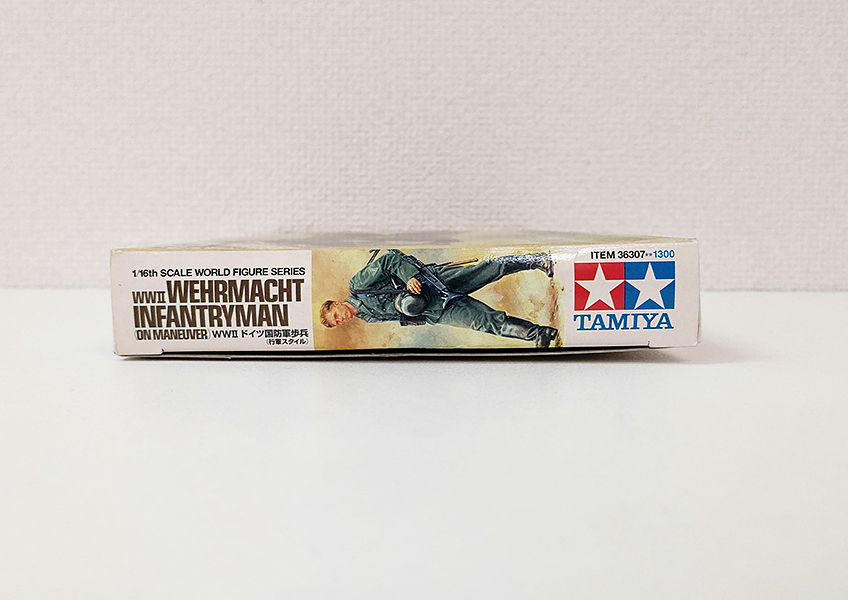 1/16th SCALE WORLD FIGURE SERIES
WWII WEHRMACHT
INFANTRYMAN
(ON MANEUVER) WWII ドイツ国防軍歩兵
(行軍スタイル)
ITEM 36307**1300
TAMIYA